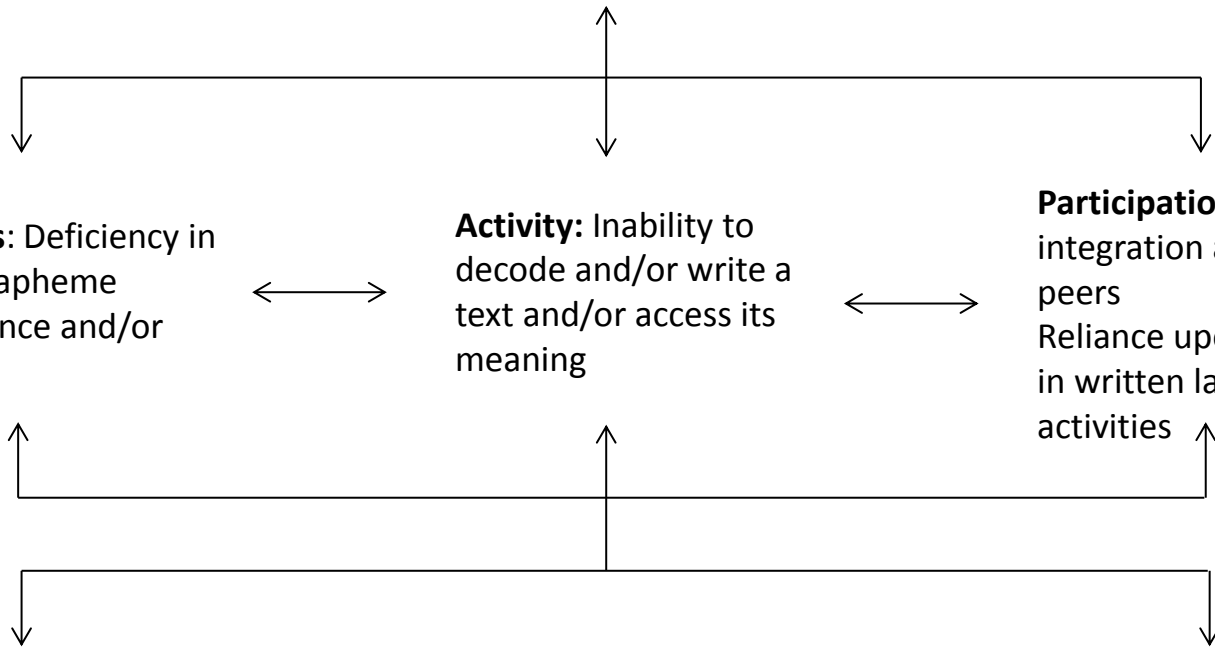 s: Deficiency in
apheme
nce and/or
Activity: Inability to
decode and/or write a
text and/or access its
meaning
Participatio
integration a
peers
Reliance upo
in written la
activities